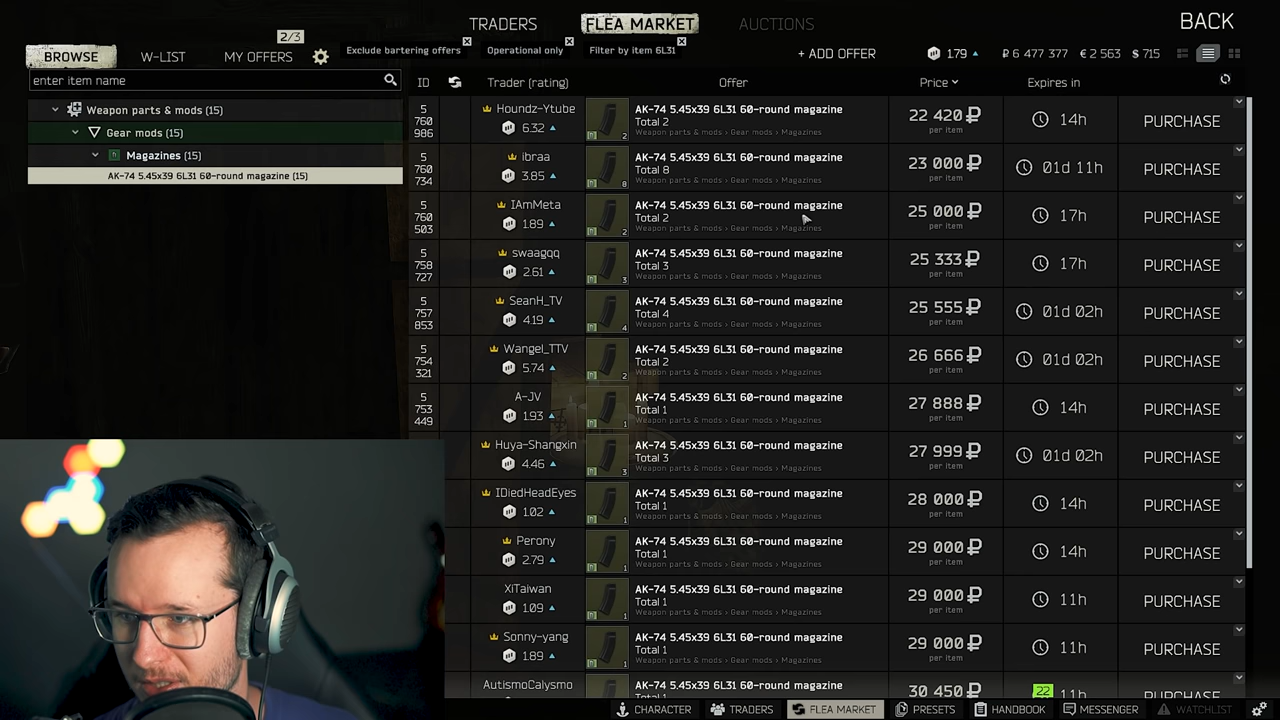 TRADERS
FLEA MARKET
AUCTIONS
BACK
BROWSE
W-LIST
MY OFFERS
2/3
Exclude bartering offers
Operational only
Filter by item 6L31
+ ADD OFFER
179
₽ 6 477 377
€ 2 563
$ 715
enter item name
Weapon parts & mods (15)
Gear mods (15)
Magazines (15)
AK-74 5.45x39 6L31 60-round magazine (15)
ID
Trader (rating)
Offer
Price
Expires in
5 760 986
Houndz-Ytube
6.32
2
AK-74 5.45x39 6L31 60-round magazine
Total 2
Weapon parts & mods › Gear mods › Magazines
22 420 ₽
per item
14h
PURCHASE
5 760 734
ibraa
3.85
8
AK-74 5.45x39 6L31 60-round magazine
Total 8
Weapon parts & mods › Gear mods › Magazines
23 000 ₽
per item
01d 11h
PURCHASE
5 760 503
IAmMeta
1.89
2
AK-74 5.45x39 6L31 60-round magazine
Total 2
Weapon parts & mods › Gear mods › Magazines
25 000 ₽
per item
17h
PURCHASE
5 758 727
swaagqq
2.61
3
AK-74 5.45x39 6L31 60-round magazine
Total 3
Weapon parts & mods › Gear mods › Magazines
25 333 ₽
per item
17h
PURCHASE
5 757 853
SeanH_TV
4.19
4
AK-74 5.45x39 6L31 60-round magazine
Total 4
Weapon parts & mods › Gear mods › Magazines
25 555 ₽
per item
01d 02h
PURCHASE
5 754 321
Wangel_TTV
5.74
2
AK-74 5.45x39 6L31 60-round magazine
Total 2
Weapon parts & mods › Gear mods › Magazines
26 666 ₽
per item
01d 02h
PURCHASE
5 753 449
A-JV
1.93
1
AK-74 5.45x39 6L31 60-round magazine
Total 1
Weapon parts & mods › Gear mods › Magazines
27 888 ₽
per item
14h
PURCHASE
Huya-Shangxin
4.46
3
AK-74 5.45x39 6L31 60-round magazine
Total 3
Weapon parts & mods › Gear mods › Magazines
27 999 ₽
per item
01d 02h
PURCHASE
IDiedHeadEyes
1.02
1
AK-74 5.45x39 6L31 60-round magazine
Total 1
Weapon parts & mods › Gear mods › Magazines
28 000 ₽
per item
14h
PURCHASE
Perony
2.79
1
AK-74 5.45x39 6L31 60-round magazine
Total 1
Weapon parts & mods › Gear mods › Magazines
29 000 ₽
per item
14h
PURCHASE
XiTaiwan
1.09
1
AK-74 5.45x39 6L31 60-round magazine
Total 1
Weapon parts & mods › Gear mods › Magazines
29 000 ₽
per item
11h
PURCHASE
Sonny-yang
1.89
1
AK-74 5.45x39 6L31 60-round magazine
Total 1
Weapon parts & mods › Gear mods › Magazines
29 000 ₽
per item
11h
PURCHASE
AutismoCalysmo
AK-74 5.45x39 6L31 60-round magazine
Total 1
30 450 ₽
22
11h
PURCHASE
CHARACTER
TRADERS
FLEA MARKET
PRESETS
HANDBOOK
MESSENGER
WATCHLIST